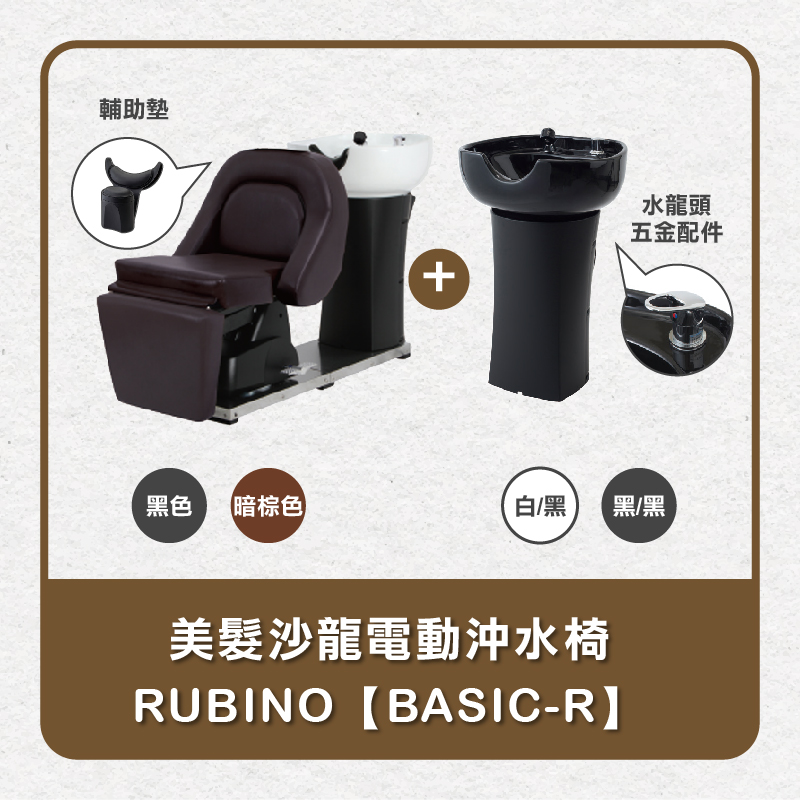 輔助墊
水龍頭
五金配件
+
黑色
暗棕色
白/黑
黑/黑
美髮沙龍電動沖水椅
RUBINO【BASIC-R】